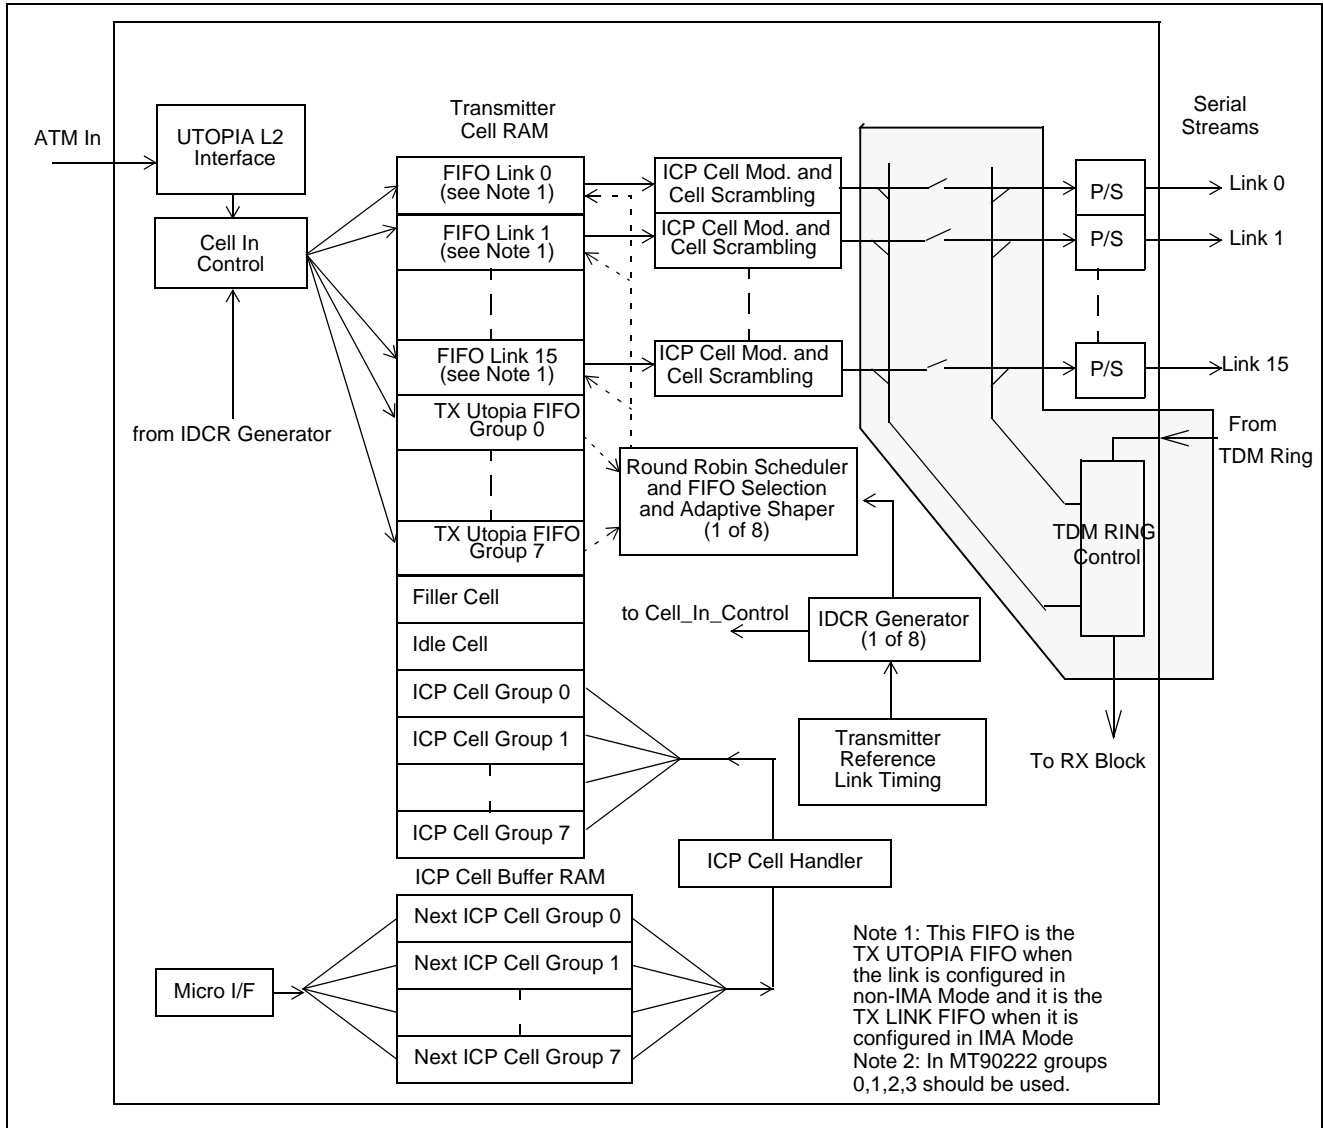 Transmitter
Cell RAM
Serial
Streams
ATM In
UTOPIA L2
Interface
FIFO Link 0
(see Note 1)
ICP Cell Mod. and
Cell Scrambling
P/S
Link 0
Cell In
Control
FIFO Link 1
(see Note 1)
ICP Cell Mod. and
Cell Scrambling
P/S
Link 1
FIFO Link 15
(see Note 1)
ICP Cell Mod. and
Cell Scrambling
P/S
Link 15
from IDCR Generator
TX Utopia FIFO
Group 0
From
TDM Ring
Round Robin Scheduler
and FIFO Selection
and Adaptive Shaper
(1 of 8)
TX Utopia FIFO
Group 7
TDM RING
Control
Filler Cell
to Cell_In_Control
IDCR Generator
(1 of 8)
Idle Cell
ICP Cell Group 0
ICP Cell Group 1
Transmitter
Reference
Link Timing
To RX Block
ICP Cell Group 7
ICP Cell Handler
ICP Cell Buffer RAM
Next ICP Cell Group 0
Next ICP Cell Group 1
Micro I/F
Next ICP Cell Group 7
Note 1: This FIFO is the
TX UTOPIA FIFO when
the link is configured in
non-IMA Mode and it is the
TX LINK FIFO when it is
configured in IMA Mode
Note 2: In MT90222 groups
0,1,2,3 should be used.